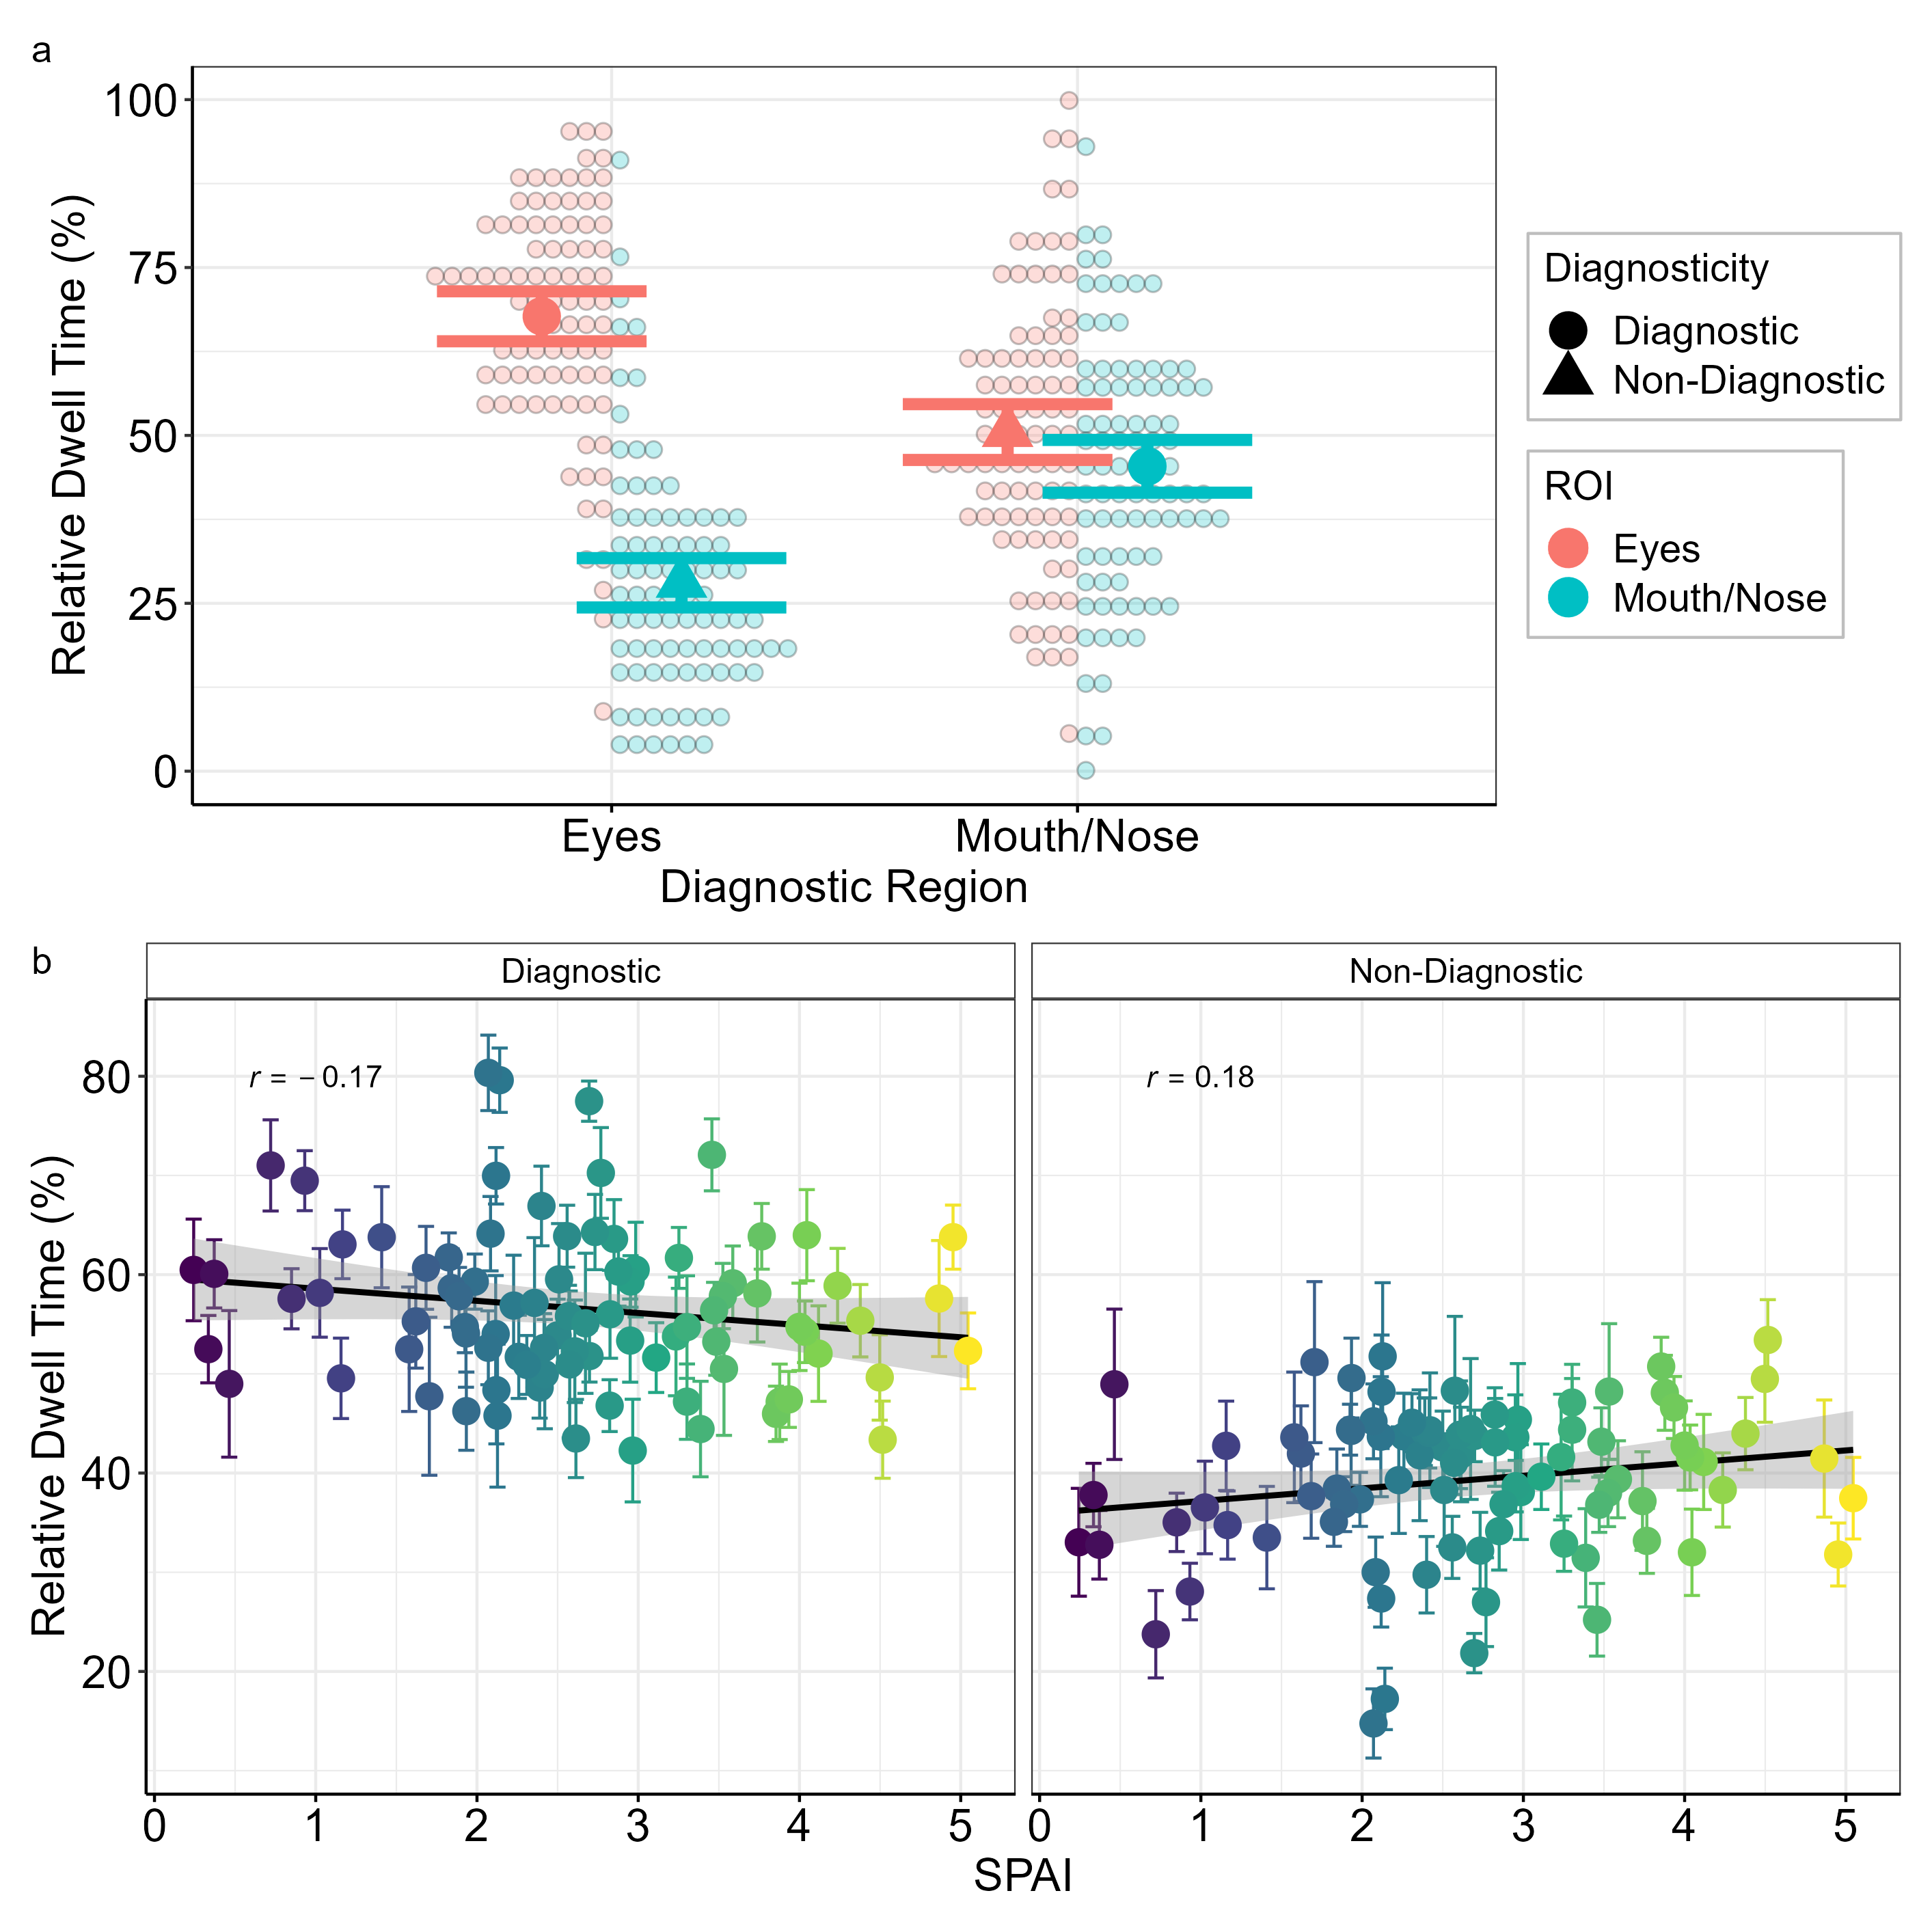 a
Relative Dwell Time (%)
100
75
50
25
0
Eyes
Mouth/Nose
Diagnostic Region
Diagnosticity
Diagnostic
Non-Diagnostic
ROI
Eyes
Mouth/Nose
b
Diagnostic
Non-Diagnostic
Relative Dwell Time (%)
80
60
40
20
r = −0.17
r = 0.18
0 1 2 3 4 5
0 1 2 3 4 5
SPAI